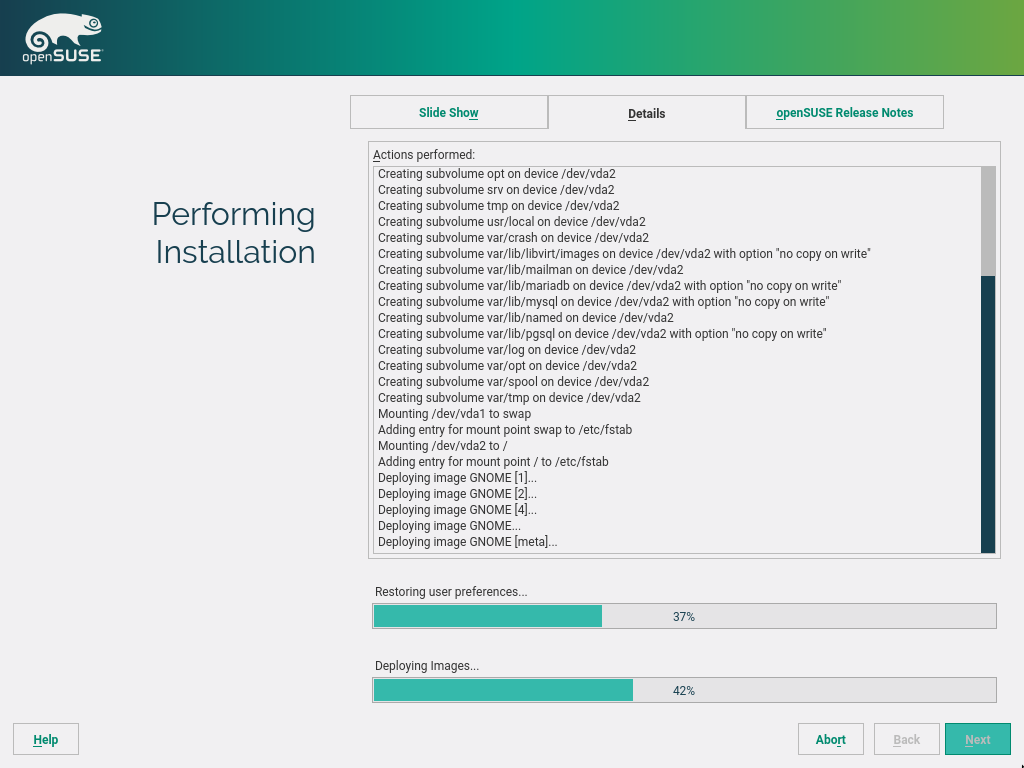 openSUSE
Slide Show
Details
openSUSE Release Notes
Performing
Installation
Actions performed:
Creating subvolume opt on device /dev/vda2
Creating subvolume srv on device /dev/vda2
Creating subvolume tmp on device /dev/vda2
Creating subvolume usr/local on device /dev/vda2
Creating subvolume var/crash on device /dev/vda2
Creating subvolume var/lib/libvirt/images on device /dev/vda2 with option "no copy on write"
Creating subvolume var/lib/mailman on device /dev/vda2
Creating subvolume var/lib/mariadb on device /dev/vda2 with option "no copy on write"
Creating subvolume var/lib/mysql on device /dev/vda2 with option "no copy on write"
Creating subvolume var/lib/named on device /dev/vda2
Creating subvolume var/lib/pgsql on device /dev/vda2 with option "no copy on write"
Creating subvolume var/log on device /dev/vda2
Creating subvolume var/opt on device /dev/vda2
Creating subvolume var/spool on device /dev/vda2
Creating subvolume var/tmp on device /dev/vda2
Mounting /dev/vda1 to swap
Adding entry for mount point swap to /etc/fstab
Mounting /dev/vda2 to /
Adding entry for mount point / to /etc/fstab
Deploying image GNOME [1]...
Deploying image GNOME [2]...
Deploying image GNOME [4]...
Deploying image GNOME...
Deploying image GNOME [meta]...
Restoring user preferences...
37%
Deploying Images...
42%
Help
Abort
Back
Next